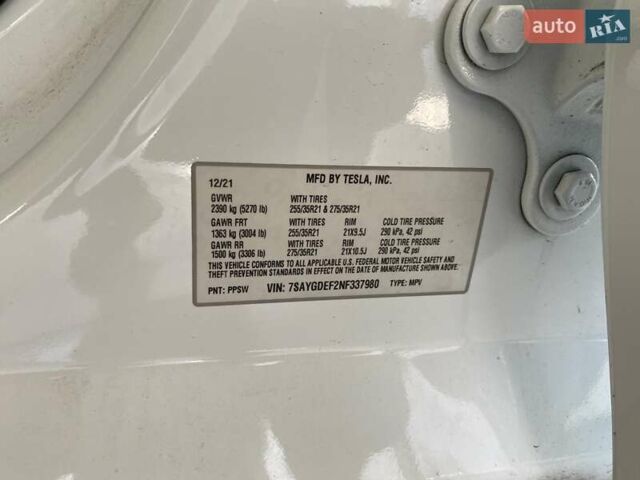 auto RIA
.com
MFD BY TESLA, INC.
12/21
GVWR WITH TIRES
2390 kg (5270 lb) 255/35R21 & 275/35R21
GAWR FRT WITH TIRES RIM COLD TIRE PRESSURE
1363 kg (3004 lb) 255/35R21 21X9.5J 290 kPa, 42 psi
GAWR RR WITH TIRES RIM COLD TIRE PRESSURE
1500 kg (3306 lb) 275/35R21 21X10.5J 290 kPa, 42 psi
THIS VEHICLE CONFORMS TO ALL APPLICABLE U.S. FEDERAL MOTOR VEHICLE SAFETY AND
THEFT PREVENTION STANDARDS IN EFFECT ON THE DATE OF MANUFACTURE SHOWN ABOVE.
PNT: PPSW VIN: 7SAYGDEF2NF337980 TYPE: MPV